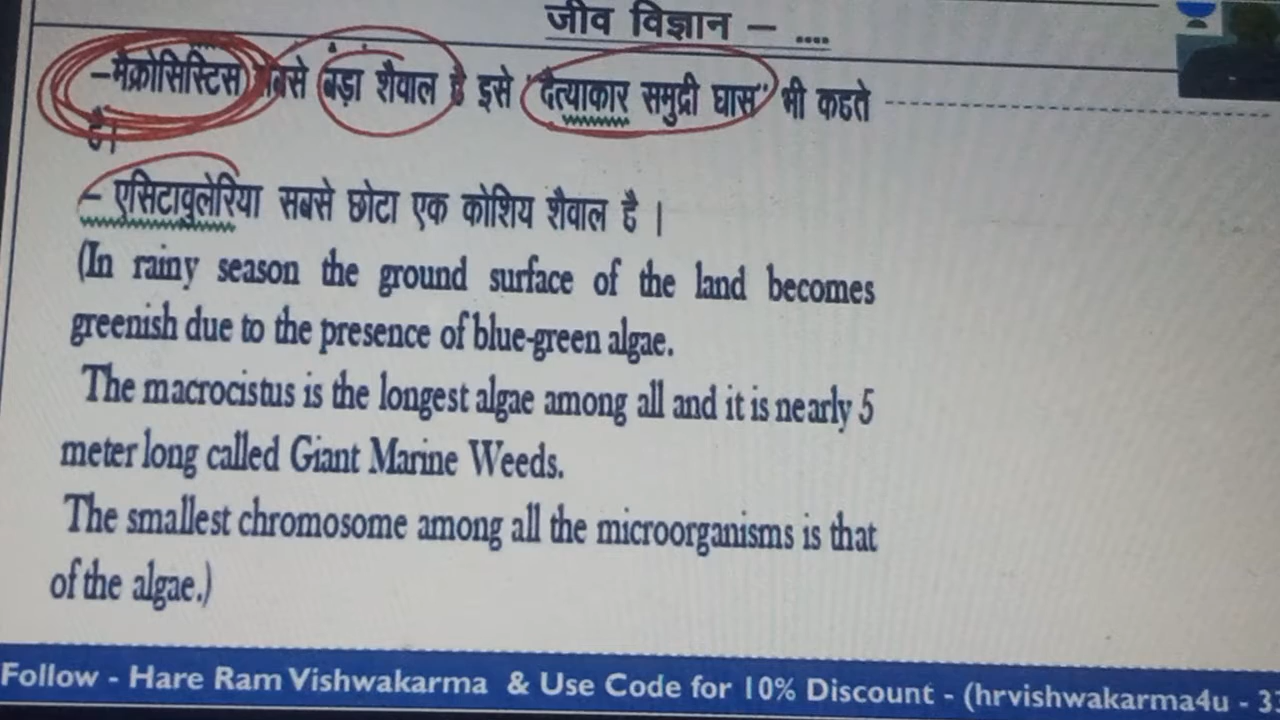 जीव विज्ञान – ....
–मैक्रोसिस्टिस सबसे बड़ा शैवाल है इसे "दैत्याकार समुद्री घास" भी कहते
है।
– एसिटावुलेरिया सबसे छोटा एक कोशिय शैवाल है |
(In rainy season the ground surface of the land becomes
greenish due to the presence of blue-green algae.
The macrocistus is the longest algae among all and it is nearly 5
meter long called Giant Marine Weeds.
The smallest chromosome among all the microorganisms is that
of the algae.)
Follow - Hare Ram Vishwakarma & Use Code for 10% Discount - (hrvishwakarma4u - 33